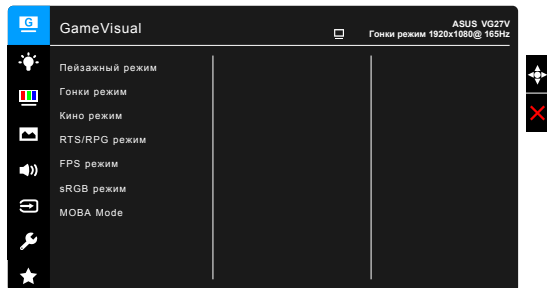 G
GameVisual
ASUS VG27V
Гонки режим 1920x1080@ 165Hz
Пейзажный режим
Гонки режим
Кино режим
RTS/RPG режим
FPS режим
sRGB режим
MOBA Mode